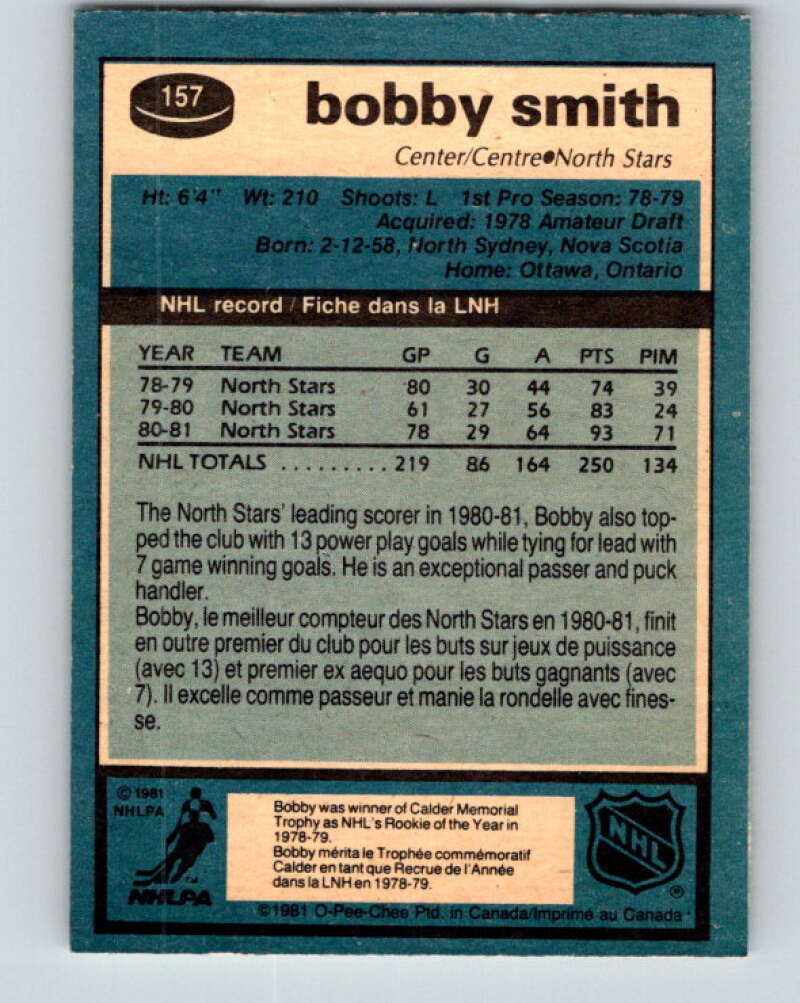 157
bobby smith
Center/Centre•North Stars
Ht: 6'4" Wt: 210 Shoots: L 1st Pro Season: 78-79
Acquired: 1978 Amateur Draft
Born: 2-12-58, North Sydney, Nova Scotia
Home: Ottawa, Ontario
NHL record / Fiche dans la LNH
YEAR TEAM GP G A PTS PIM
78-79 North Stars 80 30 44 74 39
79-80 North Stars 61 27 56 83 24
80-81 North Stars 78 29 64 93 71
NHL TOTALS ......... 219 86 164 250 134
The North Stars' leading scorer in 1980-81, Bobby also top-
ped the club with 13 power play goals while tying for lead with
7 game winning goals. He is an exceptional passer and puck
handler.
Bobby, le meilleur compteur des North Stars en 1980-81, finit
en outre premier du club pour les buts sur jeux de puissance
(avec 13) et premier ex aequo pour les buts gagnants (avec
7). Il excelle comme passeur et manie la rondelle avec fines-
se.
© 1981
NHLPA
TM
NHLPA
Bobby was winner of Calder Memorial
Trophy as NHL's Rookie of the Year in
1978-79.
Bobby mérita le Trophée commémoratif
Calder en tant que Recrue de l'Année
dans la LNH en 1978-79.
NHL
®
©1981 O-Pee-Chee Ptd. in Canada/Imprimé au Canada